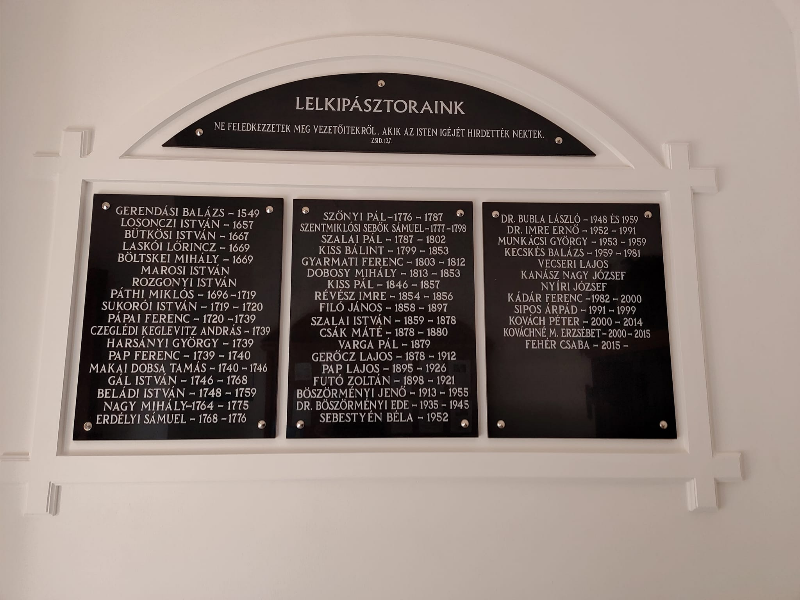 LELKIPÁSZTORAINK
NE FELEDKEZZETEK MEG VEZETŐITEKRŐL, AKIK AZ ISTEN IGÉJÉT HIRDETTÉK NEKTEK.
ZSID. 13:7
GERENDÁSI BALÁZS – 1549
LOSONCZI ISTVÁN – 1657
BÜTKÖSI ISTVÁN – 1667
LASKÓI LŐRINCZ – 1669
BÖLTSKEI MIHÁLY – 1669
MAROSI ISTVÁN
ROZGONYI ISTVÁN
PÁTHI MIKLÓS – 1696 – 1719
SUKORÓI ISTVÁN – 1719 – 1720
PÁPAI FERENC – 1720 – 1739
CZEGLÉDI KEGLEVITZ ANDRÁS – 1739
HARSÁNYI GYÖRGY – 1739
PAP FERENC – 1739 – 1740
MAKAI DOBSA TAMÁS – 1740 – 1746
GÁL ISTVÁN – 1746 – 1768
BELÁDI ISTVÁN – 1748 – 1759
NAGY MIHÁLY–1764 – 1775
ERDÉLYI SÁMUEL – 1768 – 1776
SZŐNYI PÁL–1776 – 1787
SZENTMIKLÓSI SEBŐK SÁMUEL–1777–1798
SZALAI PÁL – 1787 – 1802
KISS BÁLINT – 1799 – 1853
GYARMATI FERENC – 1803 – 1812
DOBOSY MIHÁLY – 1813 – 1853
KISS PÁL – 1846 – 1857
RÉVÉSZ IMRE – 1854 – 1856
FILÓ JÁNOS – 1858 – 1897
SZALAI ISTVÁN – 1859 – 1878
CSÁK MÁTÉ – 1878 – 1880
VARGA PÁL – 1879
GERŐCZ LAJOS – 1878 – 1912
PAP LAJOS – 1895 – 1926
FUTÓ ZOLTÁN – 1898 – 1921
BÖSZÖRMÉNYI JENŐ – 1913 – 1955
DR. BÖSZÖRMÉNYI EDE – 1935 – 1945
SEBESTYÉN BÉLA – 1952
DR. BUBLA LÁSZLÓ – 1948 ÉS 1959
DR. IMRE ERNŐ – 1952 – 1991
MUNKÁCSI GYÖRGY – 1953 – 1959
KECSKÉS BALÁZS – 1959 – 1981
VECSERI LAJOS
KANÁSZ NAGY JÓZSEF
NYÍRI JÓZSEF
KÁDÁR FERENC – 1982 – 2000
SIPOS ÁRPÁD – 1991 – 1999
KOVÁCH PÉTER – 2000 – 2014
KOVÁCHNÉ M. ERZSÉBET – 2000 – 2015
FEHÉR CSABA – 2015 –